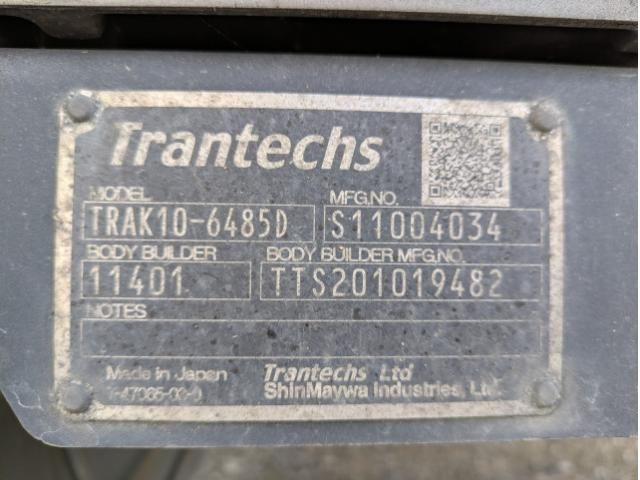 Trantechs
MODEL MFG.NO.
TRAK10-6485D S11004034
BODY BUILDER BODY BUILDER MFG.NO.
11401 TTS201019482
NOTES
Made in Japan Trantechs Ltd
ShinMaywa Industries, Ltd.